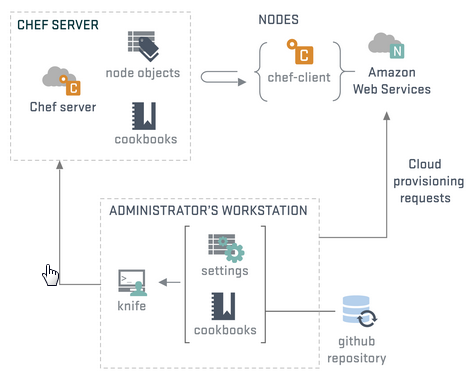 CHEF SERVER
node objects
Chef server
C
cookbooks
NODES
C
chef-client
N
Amazon
Web Services
Cloud
provisioning
requests
ADMINISTRATOR'S WORKSTATION
settings
>_
knife
cookbooks
github
repository